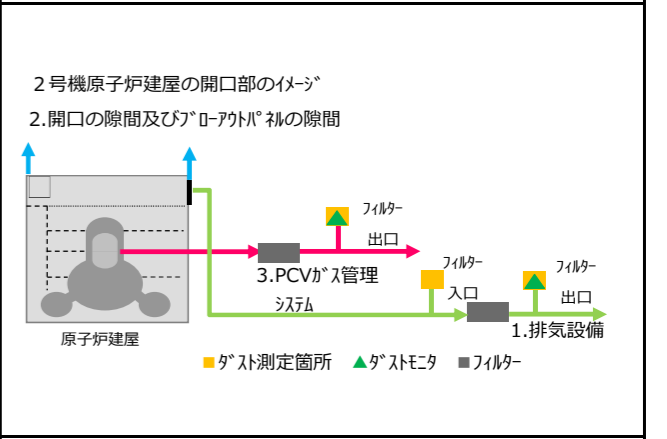 ２号機原子炉建屋の開口部のｲﾒｰｼﾞ
2.開口の隙間及びﾌﾞﾛｰｱｳﾄﾊﾟﾈﾙの隙間
ﾌｨﾙﾀｰ
出口
3.PCVｶﾞｽ管理
ｼｽﾃﾑ
ﾌｨﾙﾀｰ
入口
ﾌｨﾙﾀｰ
出口
1.排気設備
原子炉建屋
■ﾀﾞｽﾄ測定箇所 ▲ﾀﾞｽﾄﾓﾆﾀ ■ﾌｨﾙﾀｰ